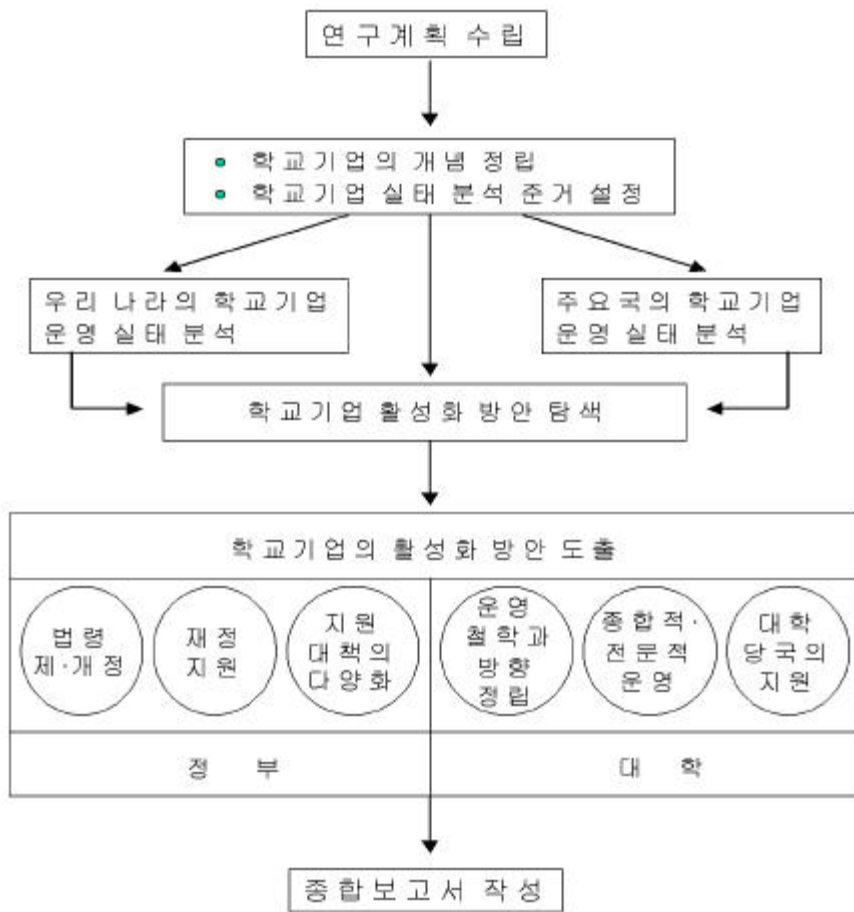 연구계획 수립
• 학교기업의 개념 정립
• 학교기업 실태 분석 준거 설정
우리 나라의 학교기업
운영 실태 분석
주요국의 학교기업
운영 실태 분석
학교기업 활성화 방안 탐색
학교기업의 활성화 방안 도출
법령
제·개정
재정
지원
지원
대책의
다양화
운영
철학과
방향
정립
종합적·
전문적
운영
대학
당국의
지원
정 부
대 학
종합보고서 작성